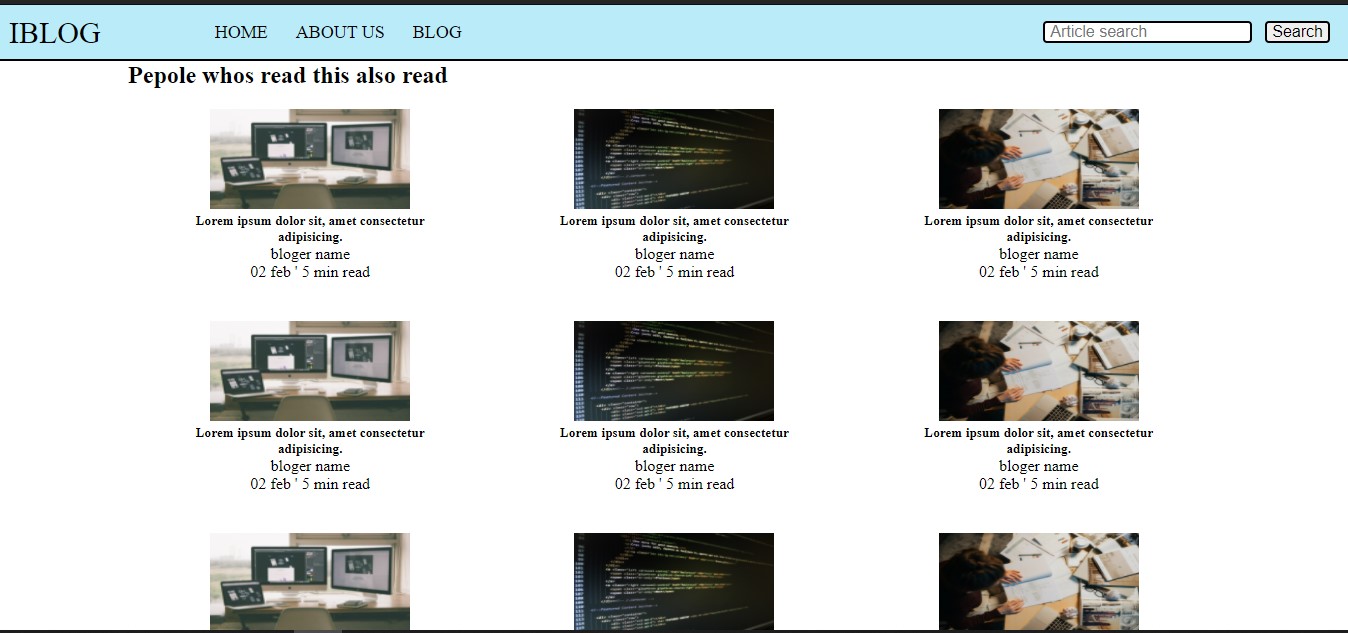 IBLOG HOME ABOUT US BLOG Article search Search
Pepole whos read this also read
Lorem ipsum dolor sit, amet consectetur Lorem ipsum dolor sit, amet consectetur Lorem ipsum dolor sit, amet consectetur
adipisicing. adipisicing. adipisicing.
bloger name bloger name bloger name
02 feb ' 5 min read 02 feb ' 5 min read 02 feb ' 5 min read
Lorem ipsum dolor sit, amet consectetur Lorem ipsum dolor sit, amet consectetur Lorem ipsum dolor sit, amet consectetur
adipisicing. adipisicing. adipisicing.
bloger name bloger name bloger name
02 feb ' 5 min read 02 feb ' 5 min read 02 feb ' 5 min read